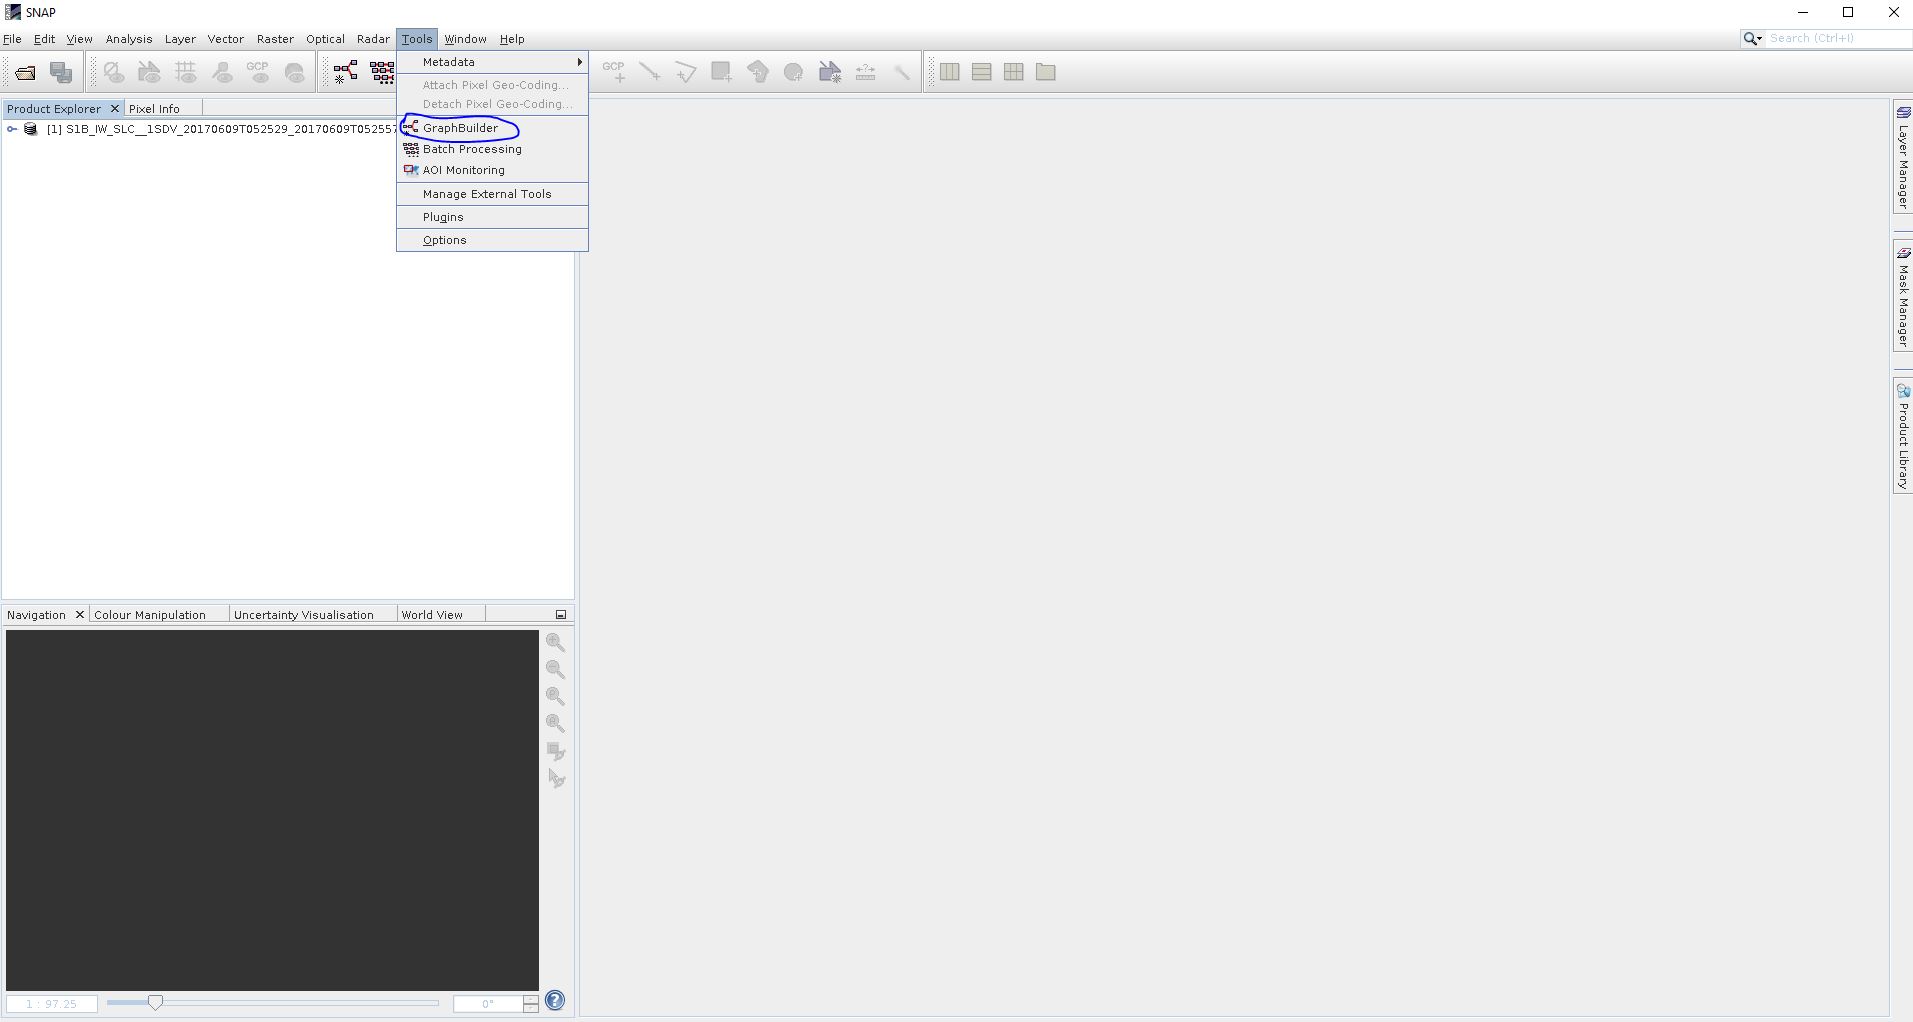 SNAP
File Edit View Analysis Layer Vector Raster Optical Radar Tools Window Help
Search (Ctrl+I)
GCP
GCP
Metadata
Attach Pixel Geo-Coding...
Detach Pixel Geo-Coding...
GraphBuilder
Batch Processing
AOI Monitoring
Manage External Tools
Plugins
Options
Product Explorer Pixel Info
[1] S1B_IW_SLC__1SDV_20170609T052529_20170609T052557
Layer Manager
Mask Manager
Product Library
Navigation Colour Manipulation Uncertainty Visualisation World View
1 : 97.25
0°
?